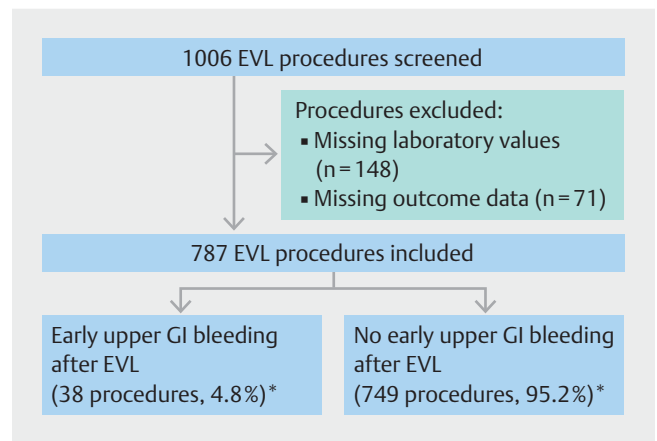 1006 EVL procedures screened
Procedures excluded:
▪ Missing laboratory values
(n=148)
▪ Missing outcome data (n=71)
787 EVL procedures included
Early upper GI bleeding
after EVL
(38 procedures, 4.8%)*
No early upper GI bleeding
after EVL
(749 procedures, 95.2%)*